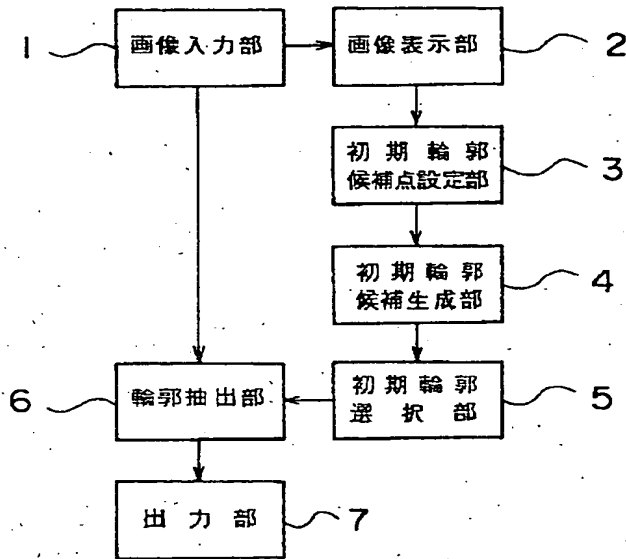 1
画像入力部
画像表示部
2
初期輪郭
候補点設定部
3
初期輪郭
候補生成部
4
6
輪郭抽出部
初期輪郭
選択部
5
出力部
7